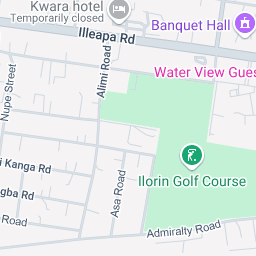 Kwara hotel
Temporarily closed
Banquet Hall
Illeapa Rd
Water View Gues
Alimi Road
Nupe Street
i Kanga Rd
gba Rd
Asa Road
Ilorin Golf Course
Road
Admiralty Road